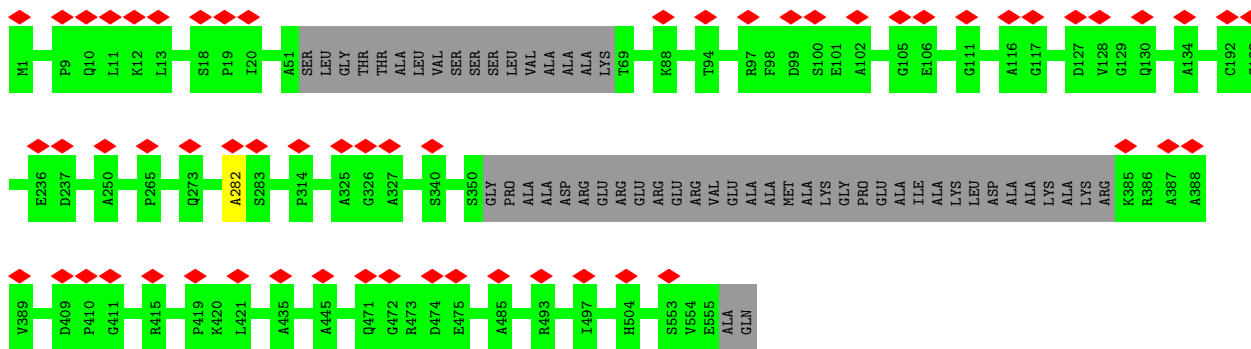 M1 P9 Q10 L11 K12 L13 S18 P19 I20 A51 SER LEU GLY THR THR ALA LEU VAL SER SER SER LEU VAL ALA ALA ALA LYS T69 K88 T94 R97 F98 D99 S100 E101 A102 G105 E106 G111 A116 G117 D127 V128 G129 Q130 A134 C192
E236 D237 A250 P265 Q273 A282 S283 P314 A325 G326 A327 S340 S350 GLY PRO ALA ALA ASP ARG GLU ARG GLU ARG GLU ARG VAL GLU ALA ALA MET ALA LYS GLY PRO GLU ALA ILE ALA LYS LEU ASP ALA ALA LYS ALA LYS ARG K385 R386 A387 A388
V389 D409 P410 G411 R415 P419 K420 L421 A435 A445 Q471 G472 R473 D474 E475 A485 R493 I497 H504 S553 V554 E555 ALA GLN